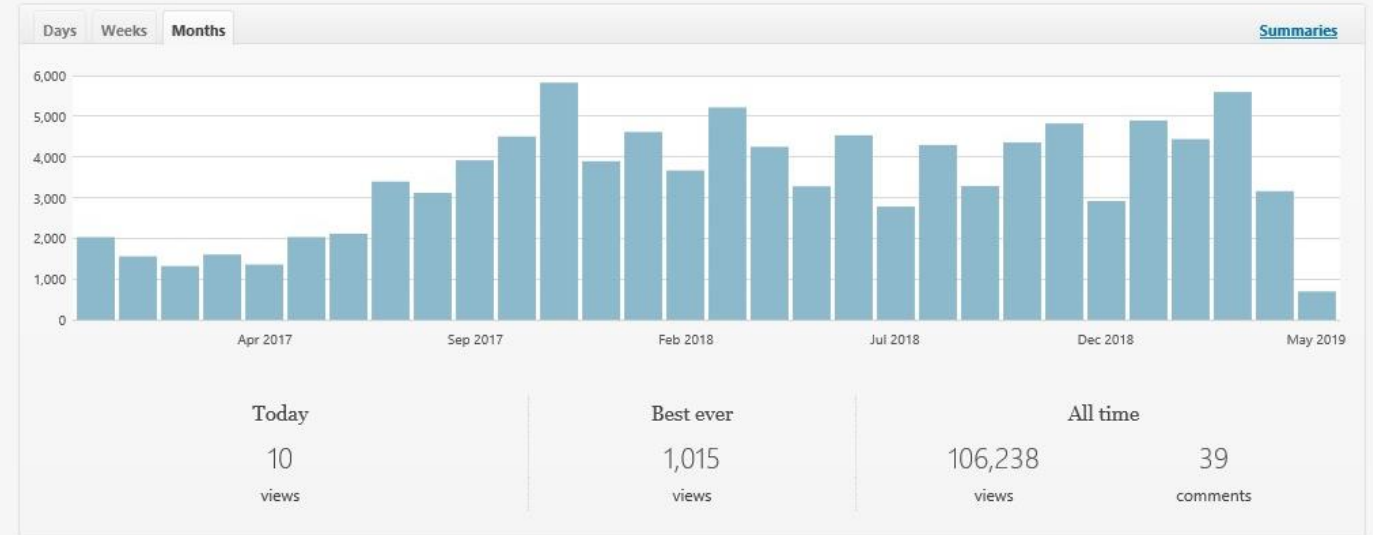 Days Weeks Months Summaries
6,000
5,000
4,000
3,000
2,000
1,000
0
Apr 2017 Sep 2017 Feb 2018 Jul 2018 Dec 2018 May 2019
Today Best ever All time
10 1,015 106,238 39
views views views comments